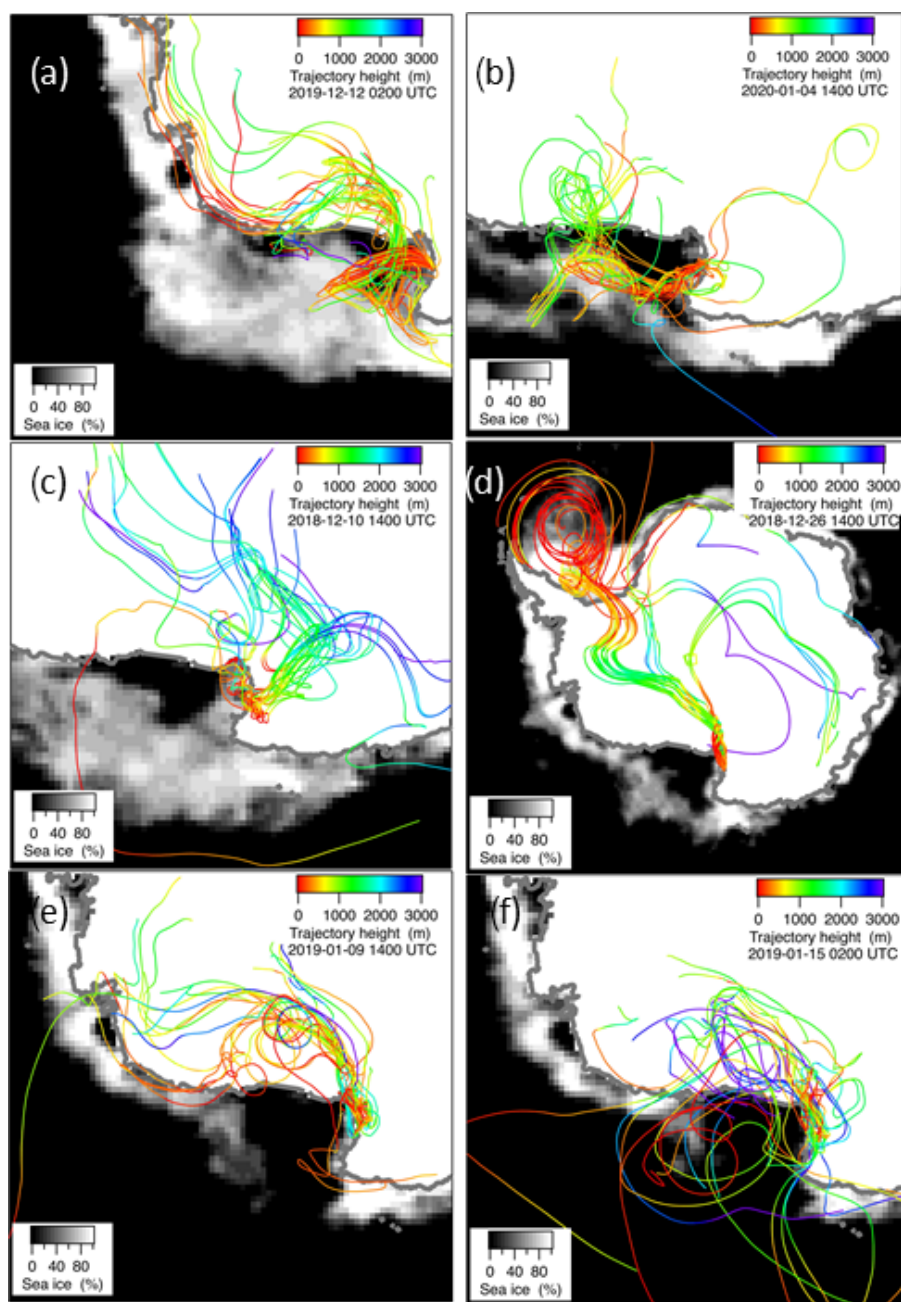 (a)
0 1000 2000 3000
Trajectory height (m)
2019-12-12 0200 UTC
0 40 80
Sea ice (%)
(b)
0 1000 2000 3000
Trajectory height (m)
2020-01-04 1400 UTC
0 40 80
Sea ice (%)
(c)
0 1000 2000 3000
Trajectory height (m)
2018-12-10 1400 UTC
0 40 80
Sea ice (%)
(d)
0 1000 2000 3000
Trajectory height (m)
2018-12-26 1400 UTC
0 40 80
Sea ice (%)
(e)
0 1000 2000 3000
Trajectory height (m)
2019-01-09 1400 UTC
0 40 80
Sea ice (%)
(f)
0 1000 2000 3000
Trajectory height (m)
2019-01-15 0200 UTC
0 40 80
Sea ice (%)